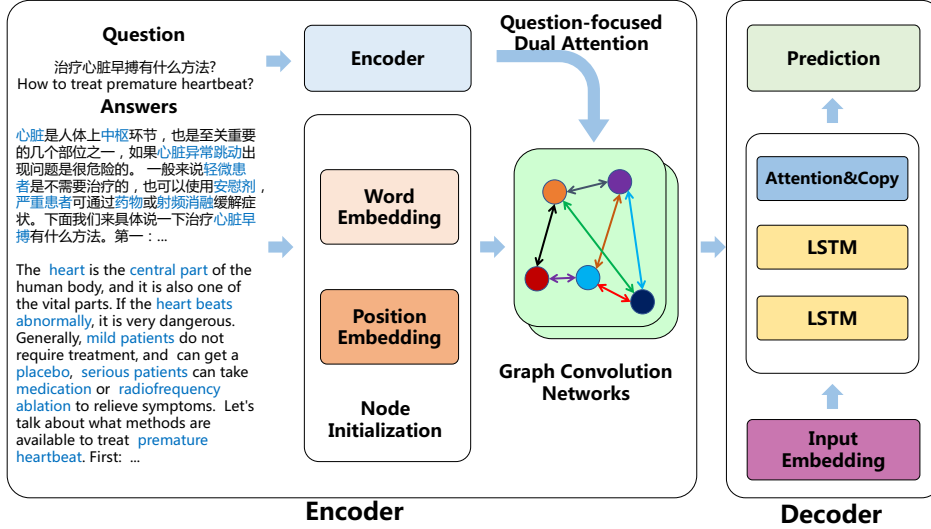 Question
治疗心脏早搏有什么方法?
How to treat premature heartbeat?
Answers
心脏是人体上中枢环节，也是至关重要
的几个部位之一，如果心脏异常跳动出
现问题是很危险的。 一般来说轻微患
者是不需要治疗的，也可以使用安慰剂，
严重患者可通过药物或射频消融缓解症
状。下面我们来具体说一下治疗心脏早
搏有什么方法。第一：...
The heart is the central part of the
human body, and it is also one of
the vital parts. If the heart beats
abnormally, it is very dangerous.
Generally, mild patients do not
require treatment, and can get a
placebo, serious patients can take
medication or radiofrequency
ablation to relieve symptoms. Let's
talk about what methods are
available to treat premature
heartbeat. First: ...
Encoder
Word
Embedding
Position
Embedding
Node
Initialization
Question-focused
Dual Attention
Graph Convolution
Networks
Encoder
Prediction
Attention&Copy
LSTM
LSTM
Input
Embedding
Decoder